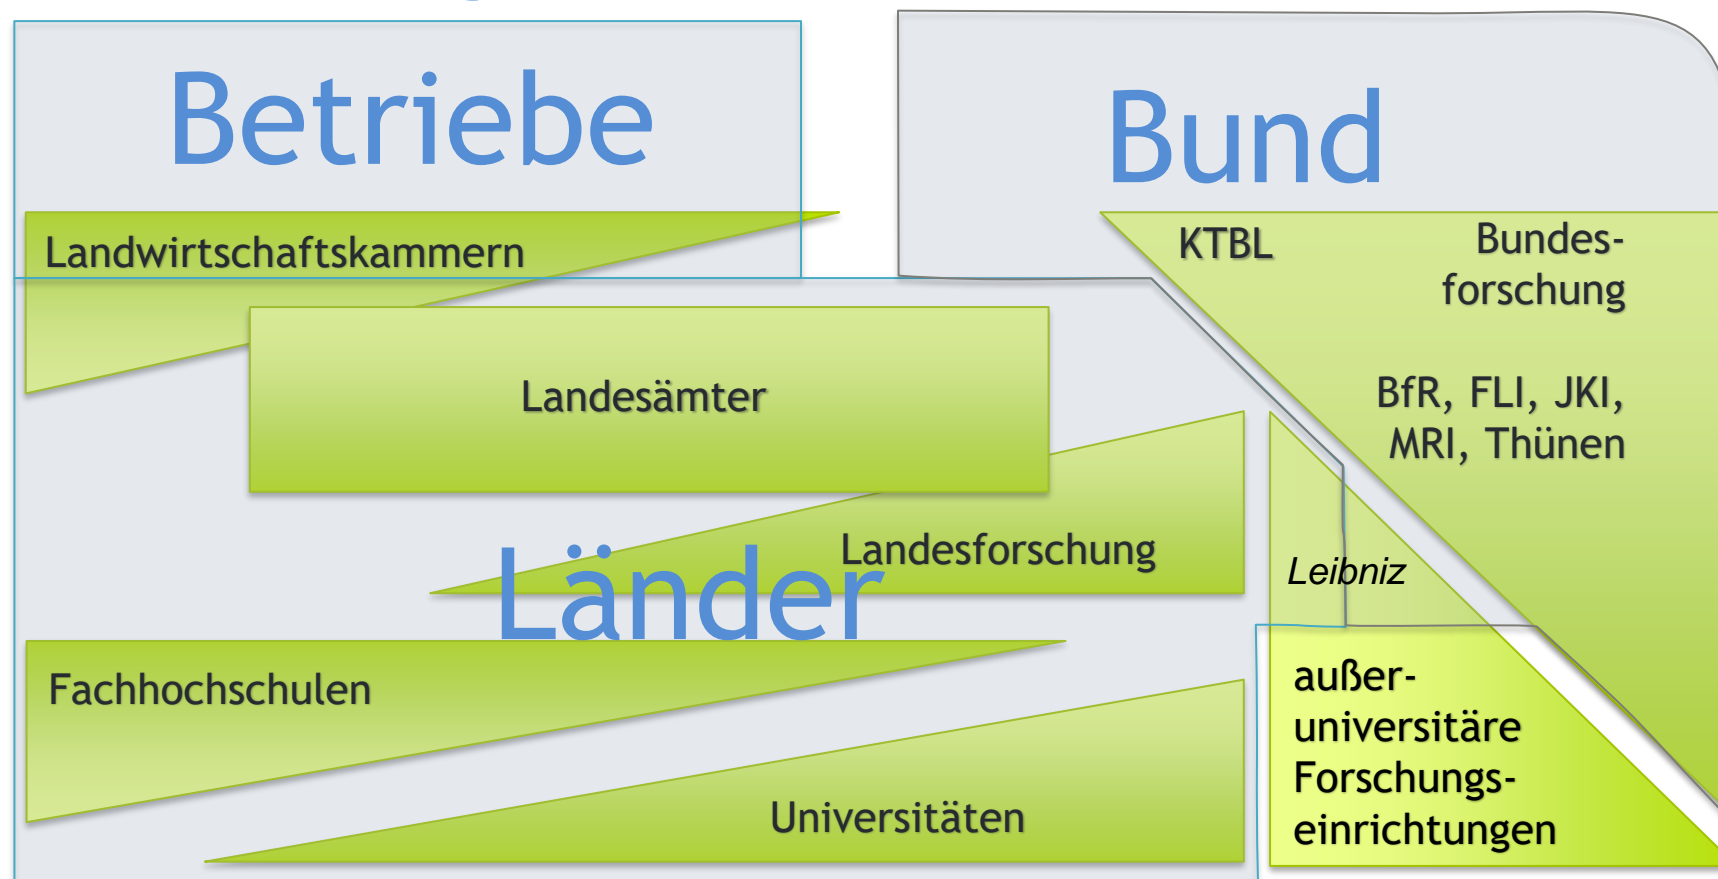 Betriebe
Bund
Landwirtschaftskammern
KTBL
Bundes-
forschung
BfR, FLI, JKI,
MRI, Thünen
Landesämter
Landesforschung
Leibniz
Länder
Fachhochschulen
außer-
universitäre
Forschungs-
einrichtungen
Universitäten